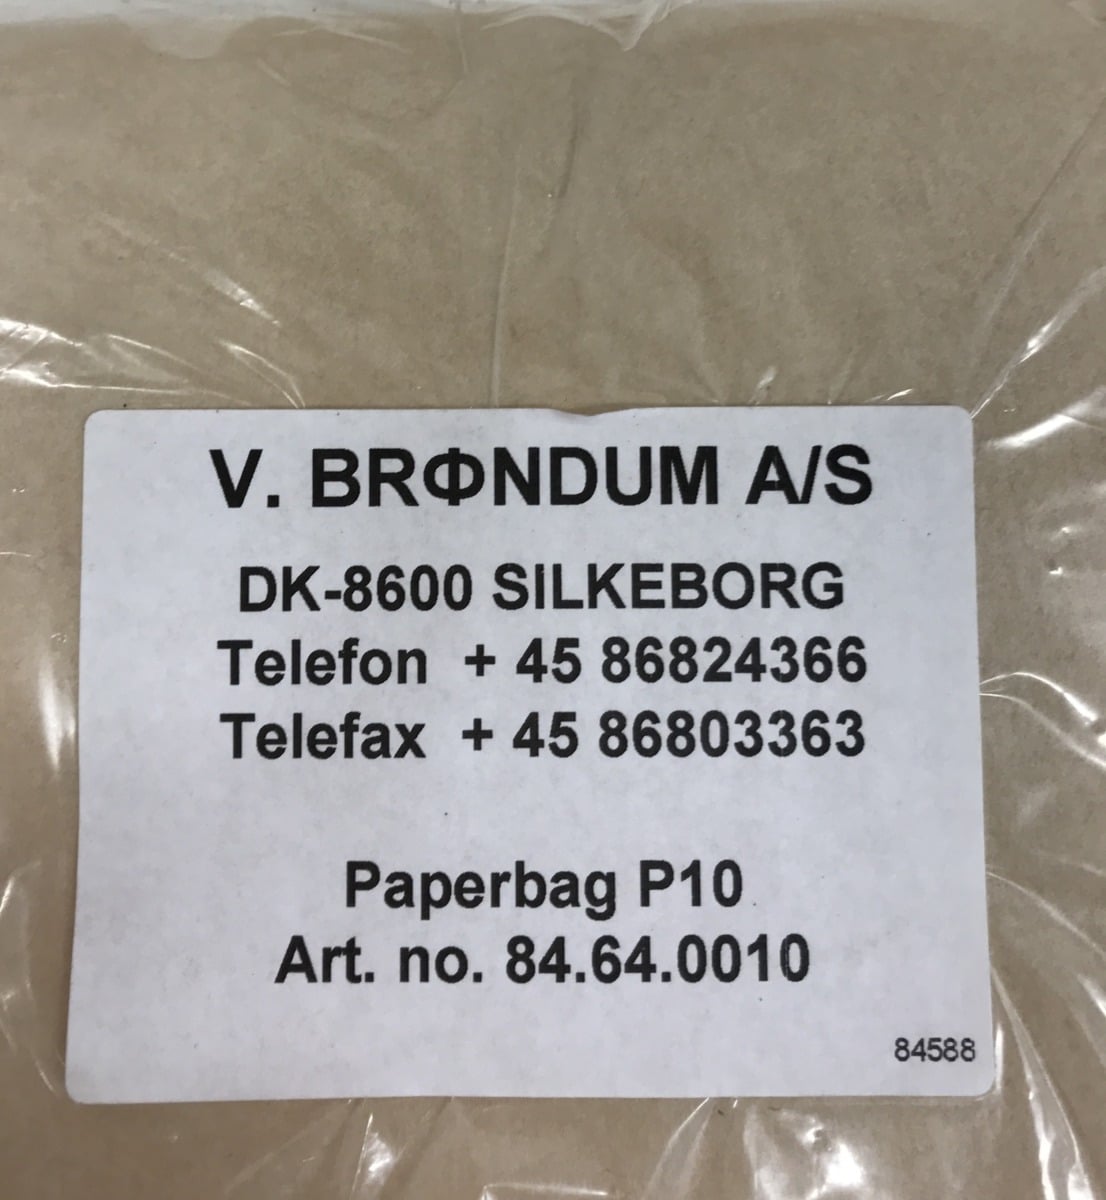 V. BRΦNDUM A/S
DK-8600 SILKEBORG
Telefon + 45 86824366
Telefax + 45 86803363
Paperbag P10
Art. no. 84.64.0010
84588